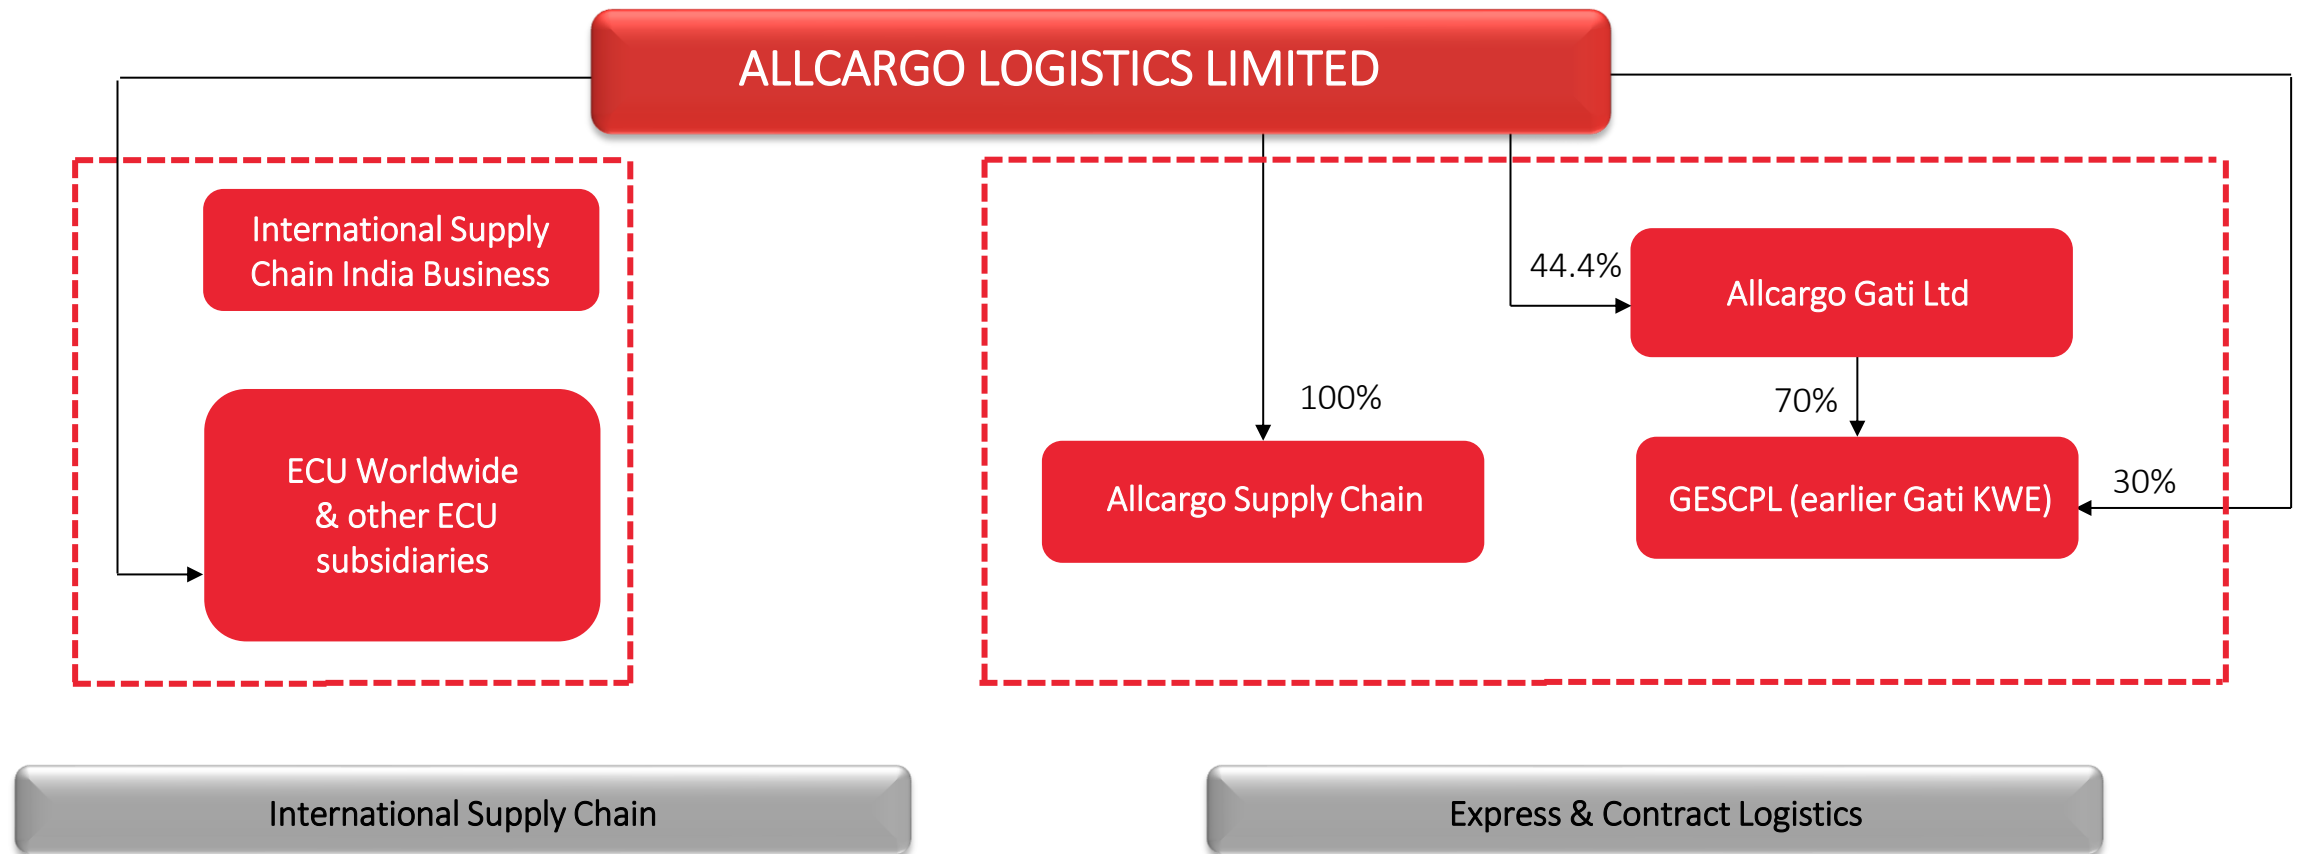 ALLCARGO LOGISTICS LIMITED
International Supply
Chain India Business
ECU Worldwide
& other ECU
subsidiaries
44.4%
Allcargo Gati Ltd
100%
70%
Allcargo Supply Chain
GESCPL (earlier Gati KWE)
30%
International Supply Chain
Express & Contract Logistics